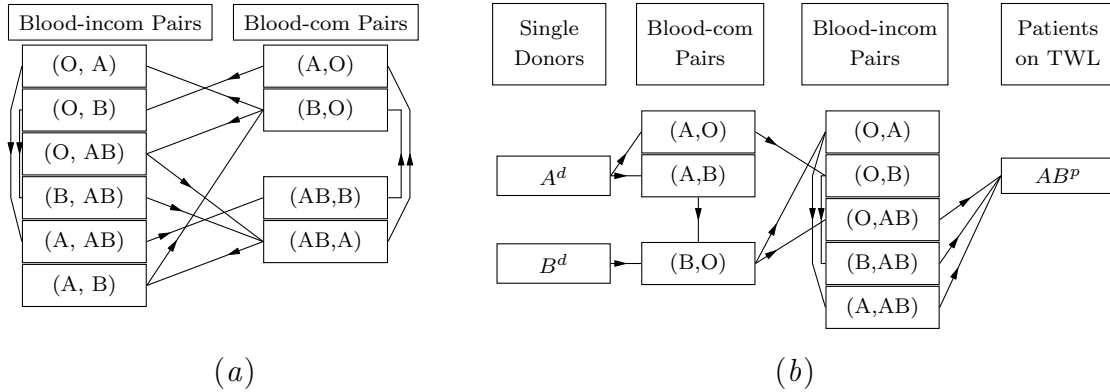 Blood-incom Pairs
Blood-com Pairs
(O, A)
(O, B)
(O, AB)
(B, AB)
(A, AB)
(A, B)
(A,O)
(B,O)
(AB,B)
(AB,A)
(a)
Single
Donors
Blood-com
Pairs
Blood-incom
Pairs
Patients
on TWL
A^d
B^d
(A,O)
(A,B)
(B,O)
(O,A)
(O,B)
(O,AB)
(B,AB)
(A,AB)
AB^p
(b)